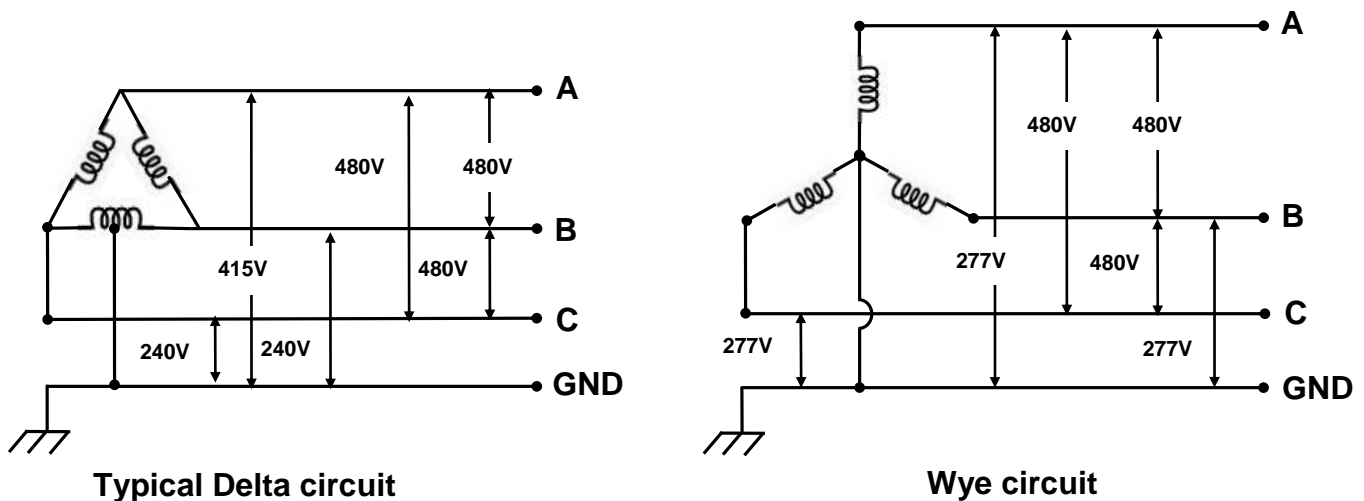 A
480V
480V
B
415V
480V
C
240V
240V
GND
Typical Delta circuit
A
480V
480V
B
277V
480V
C
277V
277V
GND
Wye circuit